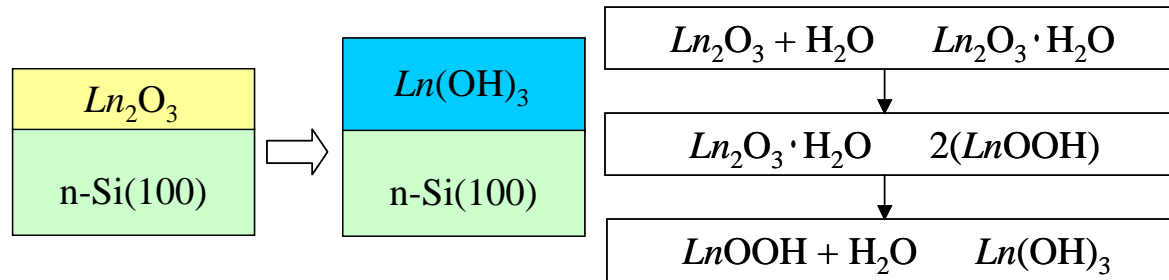 Ln₂O₃
n-Si(100)
Ln(OH)₃
n-Si(100)
Ln₂O₃ + H₂O Ln₂O₃·H₂O
Ln₂O₃·H₂O 2(LnOOH)
LnOOH + H₂O Ln(OH)₃